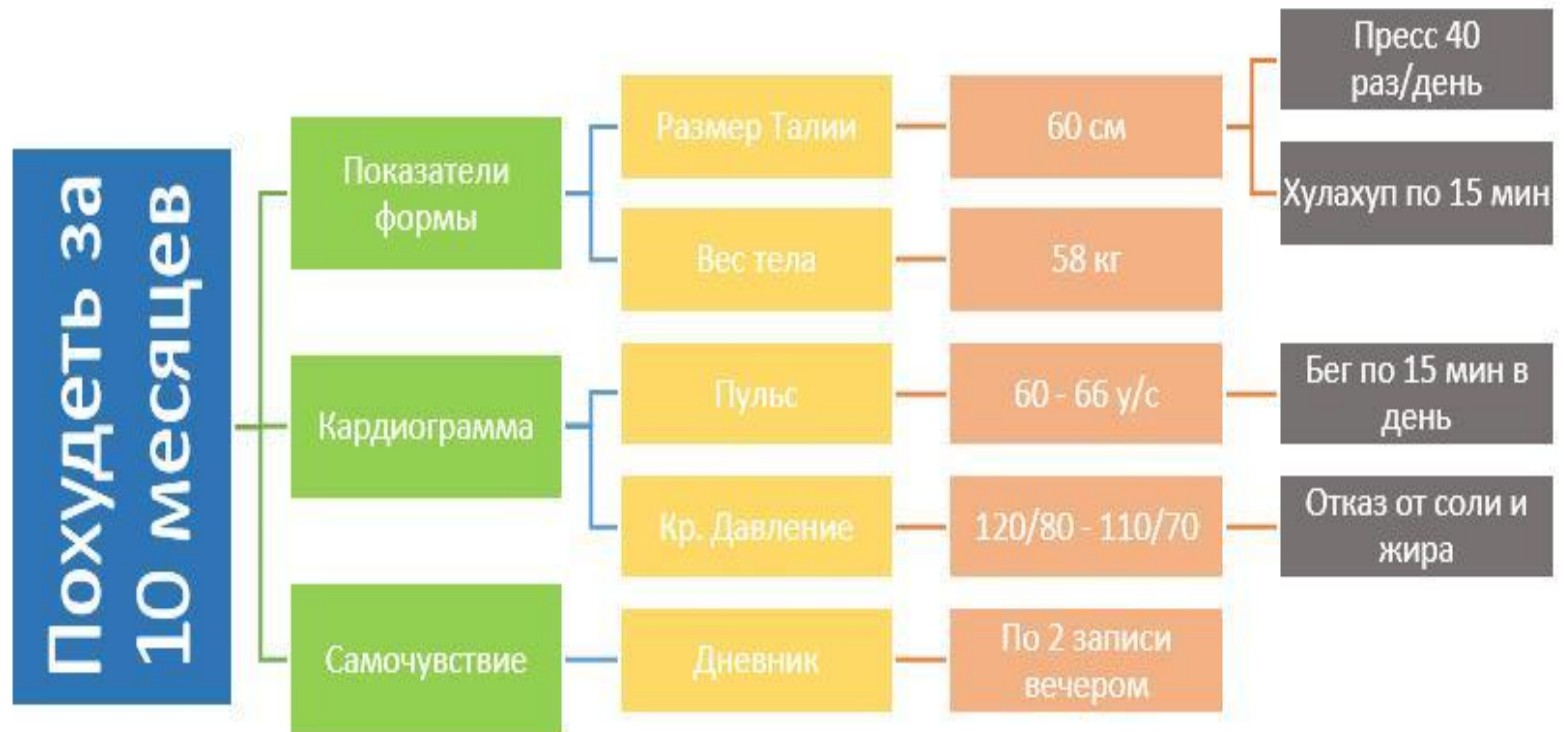 Похудеть за
10 месяцев
Показатели
формы
Размер Талии
60 см
Пресс 40
раз/день
Хулахуп по 15 мин
Вес тела
58 кг
Кардиограмма
Пульс
60 - 66 у/с
Бег по 15 мин в
день
Кр. Давление
120/80 - 110/70
Отказ от соли и
жира
Самочувствие
Дневник
По 2 записи
вечером